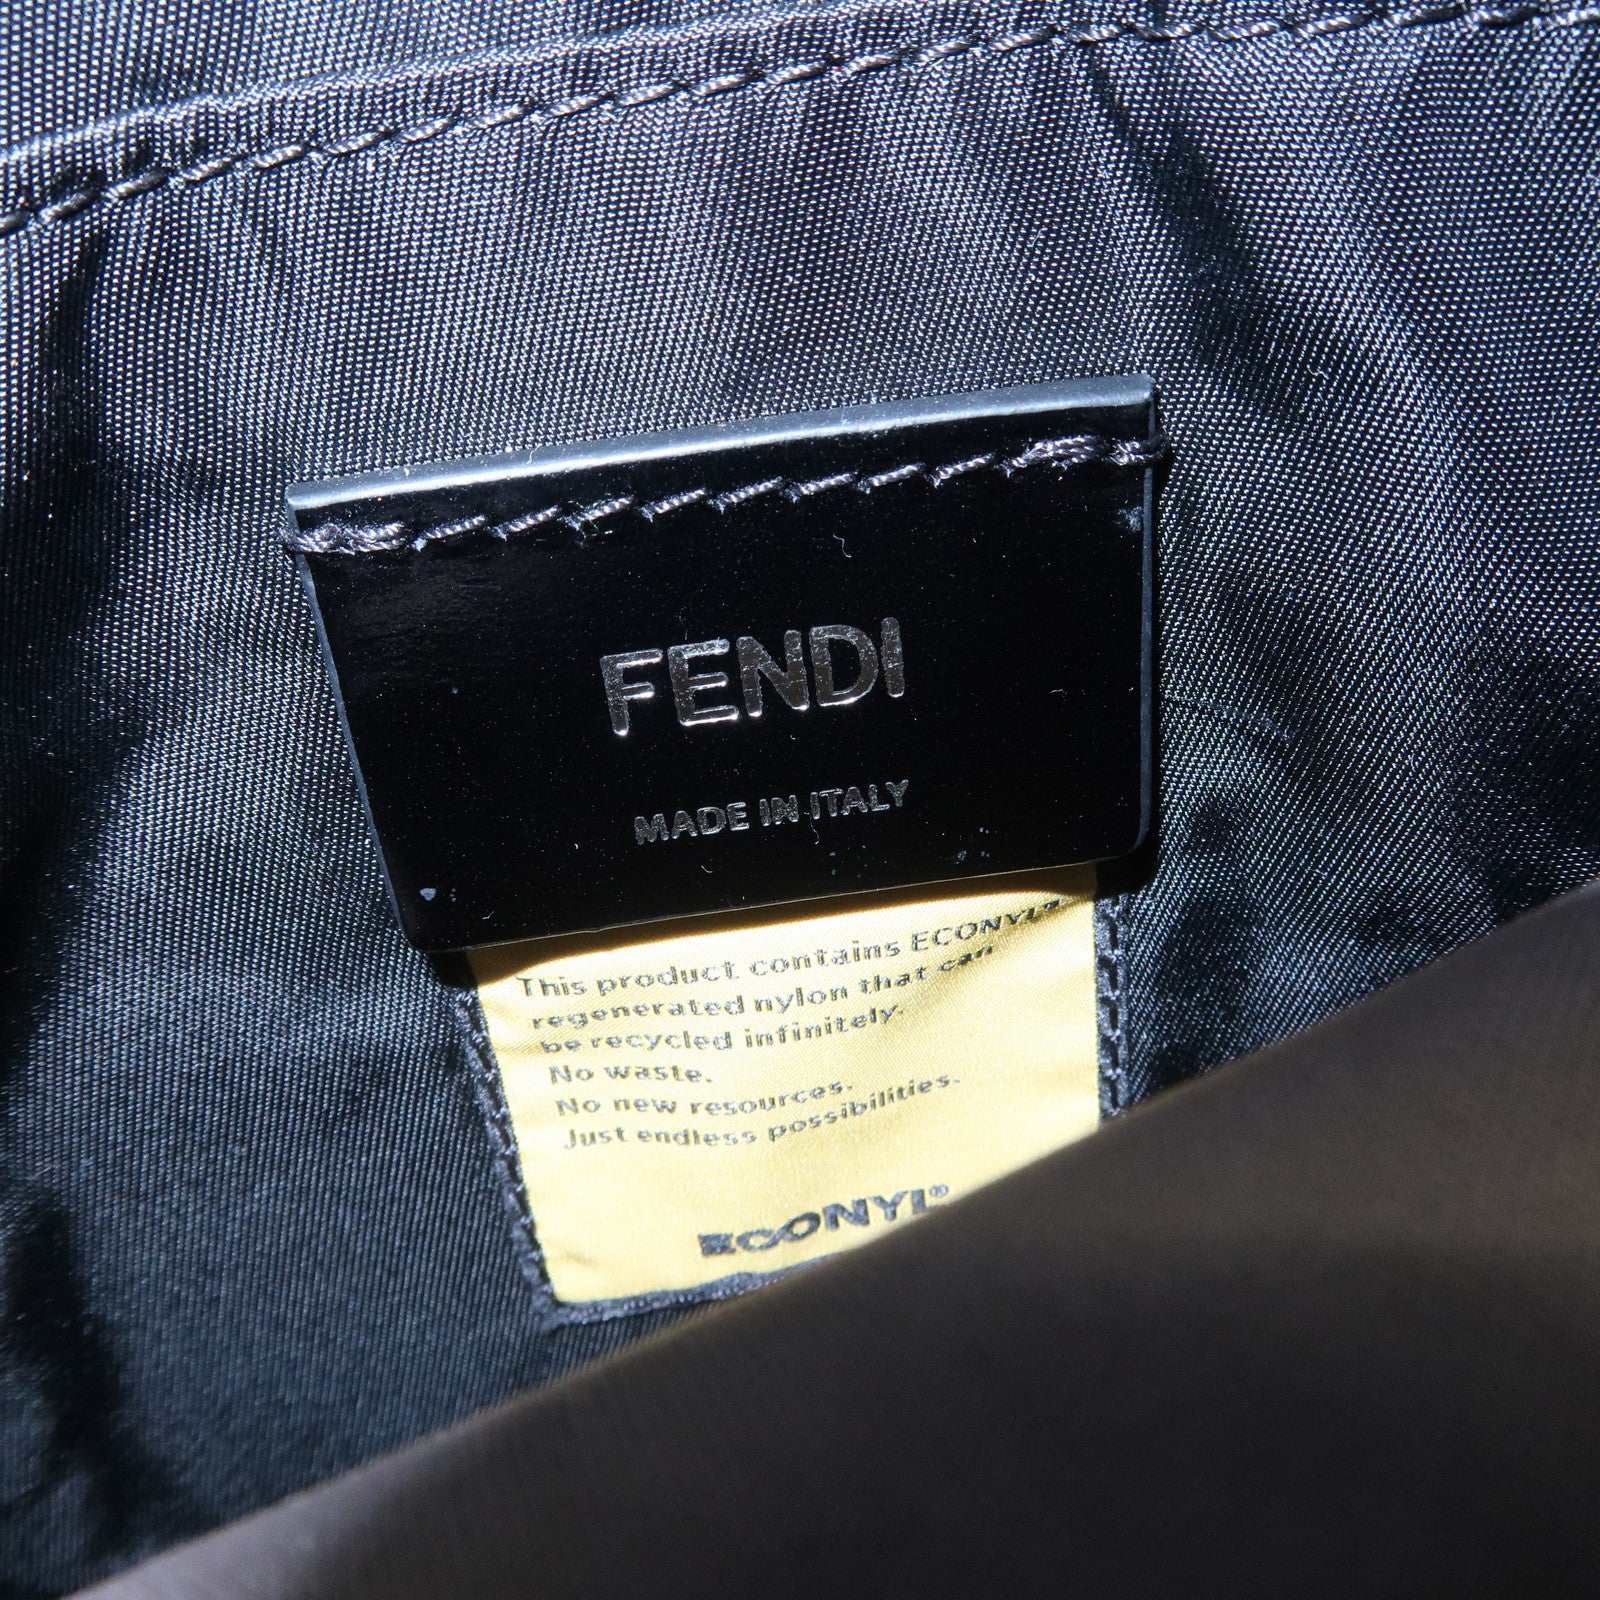 FENDI
MADE IN ITALY
This product contains ECONYL®
regenerated nylon that can
be recycled infinitely.
No waste.
No new resources.
Just endless possibilities.
ECONYL®